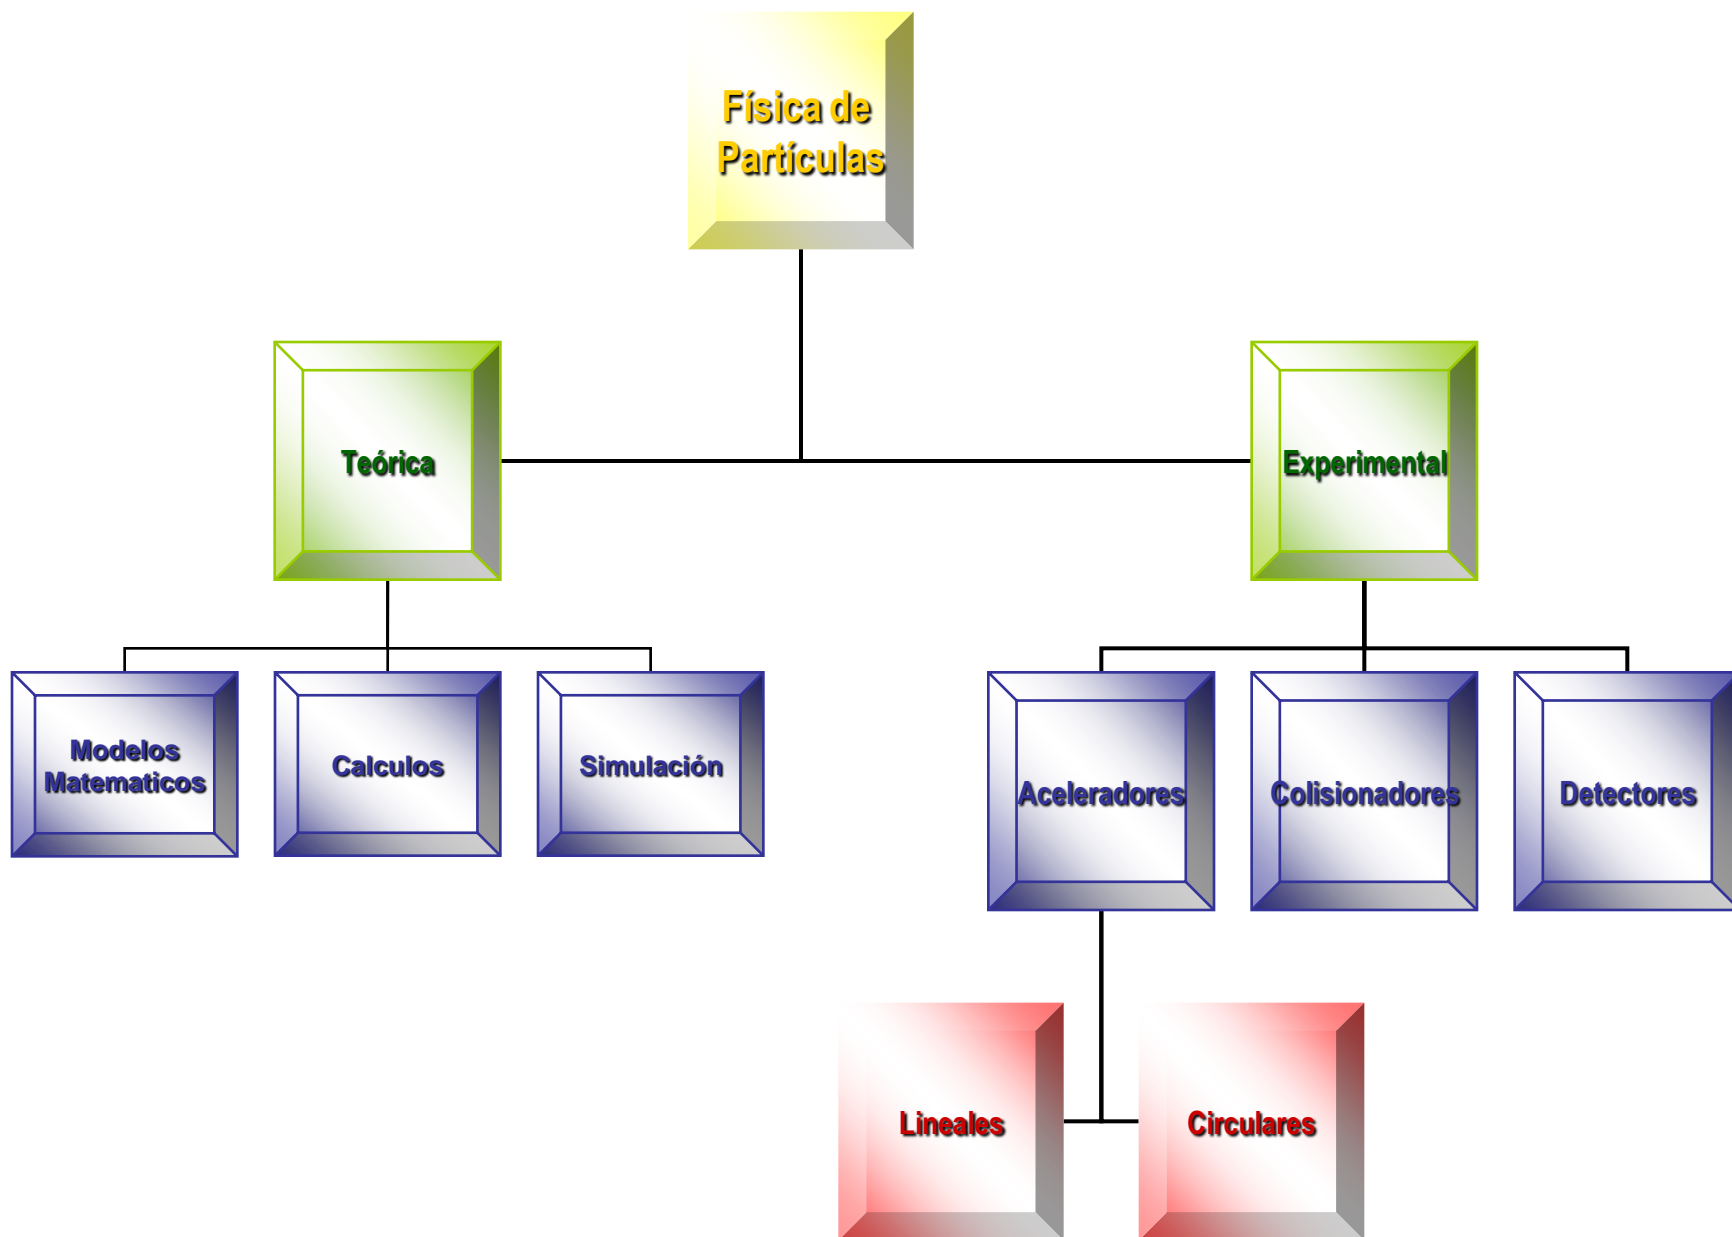 Física de
Partículas
Teórica
Experimental
Modelos
Matematicos
Calculos
Simulación
Aceleradores
Colisionadores
Detectores
Lineales
Circulares